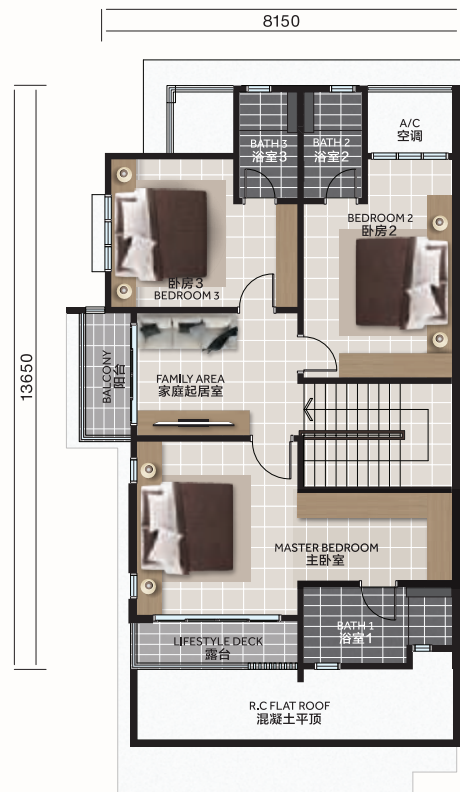 8150
13650
A/C
空调
BATH 3
浴室3
BATH 2
浴室2
BEDROOM 2
卧房2
卧房3
BEDROOM 3
BALCONY
阳台
FAMILY AREA
家庭起居室
MASTER BEDROOM
主卧室
BATH 1
浴室1
LIFESTYLE DECK
露台
R.C FLAT ROOF
混凝土平顶